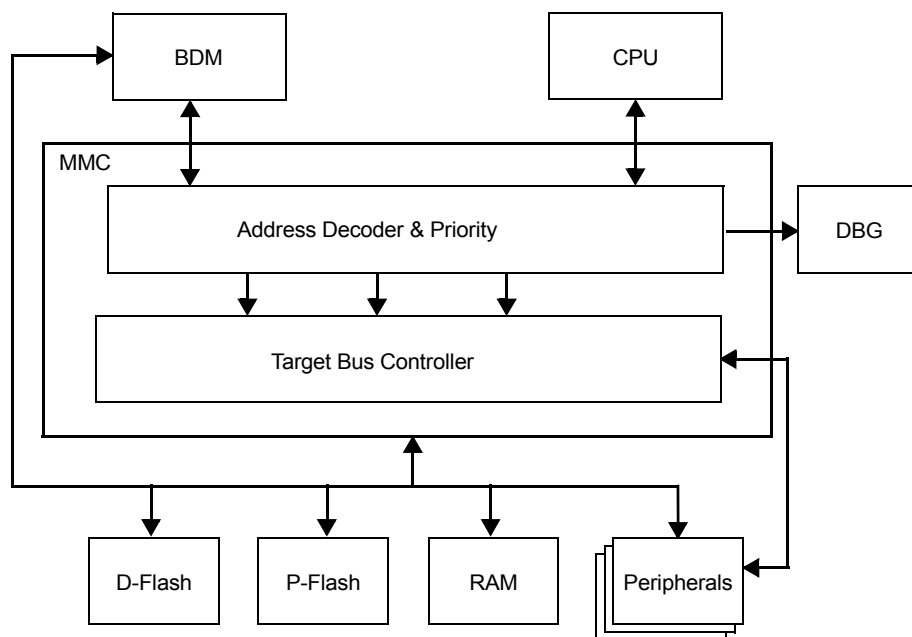 BDM
CPU
MMC
Address Decoder & Priority
DBG
Target Bus Controller
D-Flash
P-Flash
RAM
Peripherals